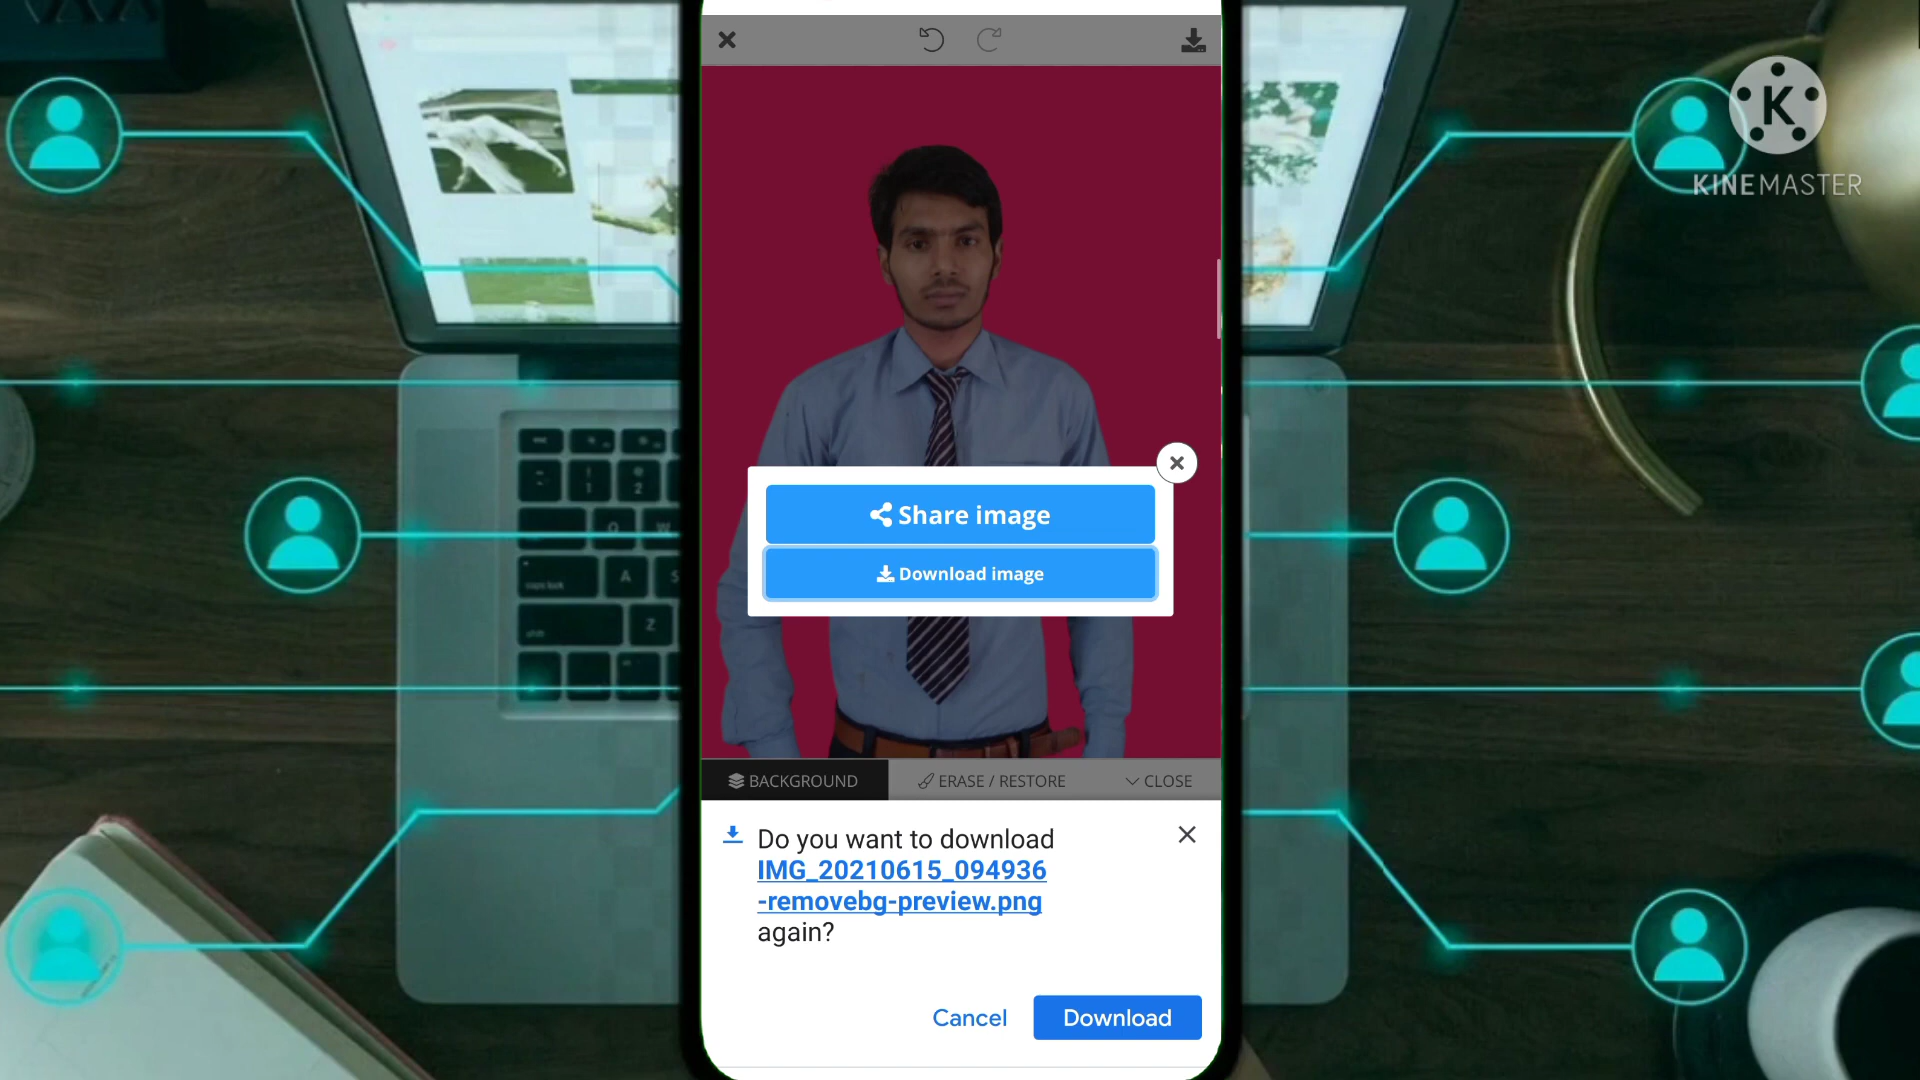 KINEMASTER
Share image
Download image
BACKGROUND
ERASE / RESTORE
CLOSE
Do you want to download
IMG_20210615_094936
-removebg-preview.png
again?
Cancel
Download